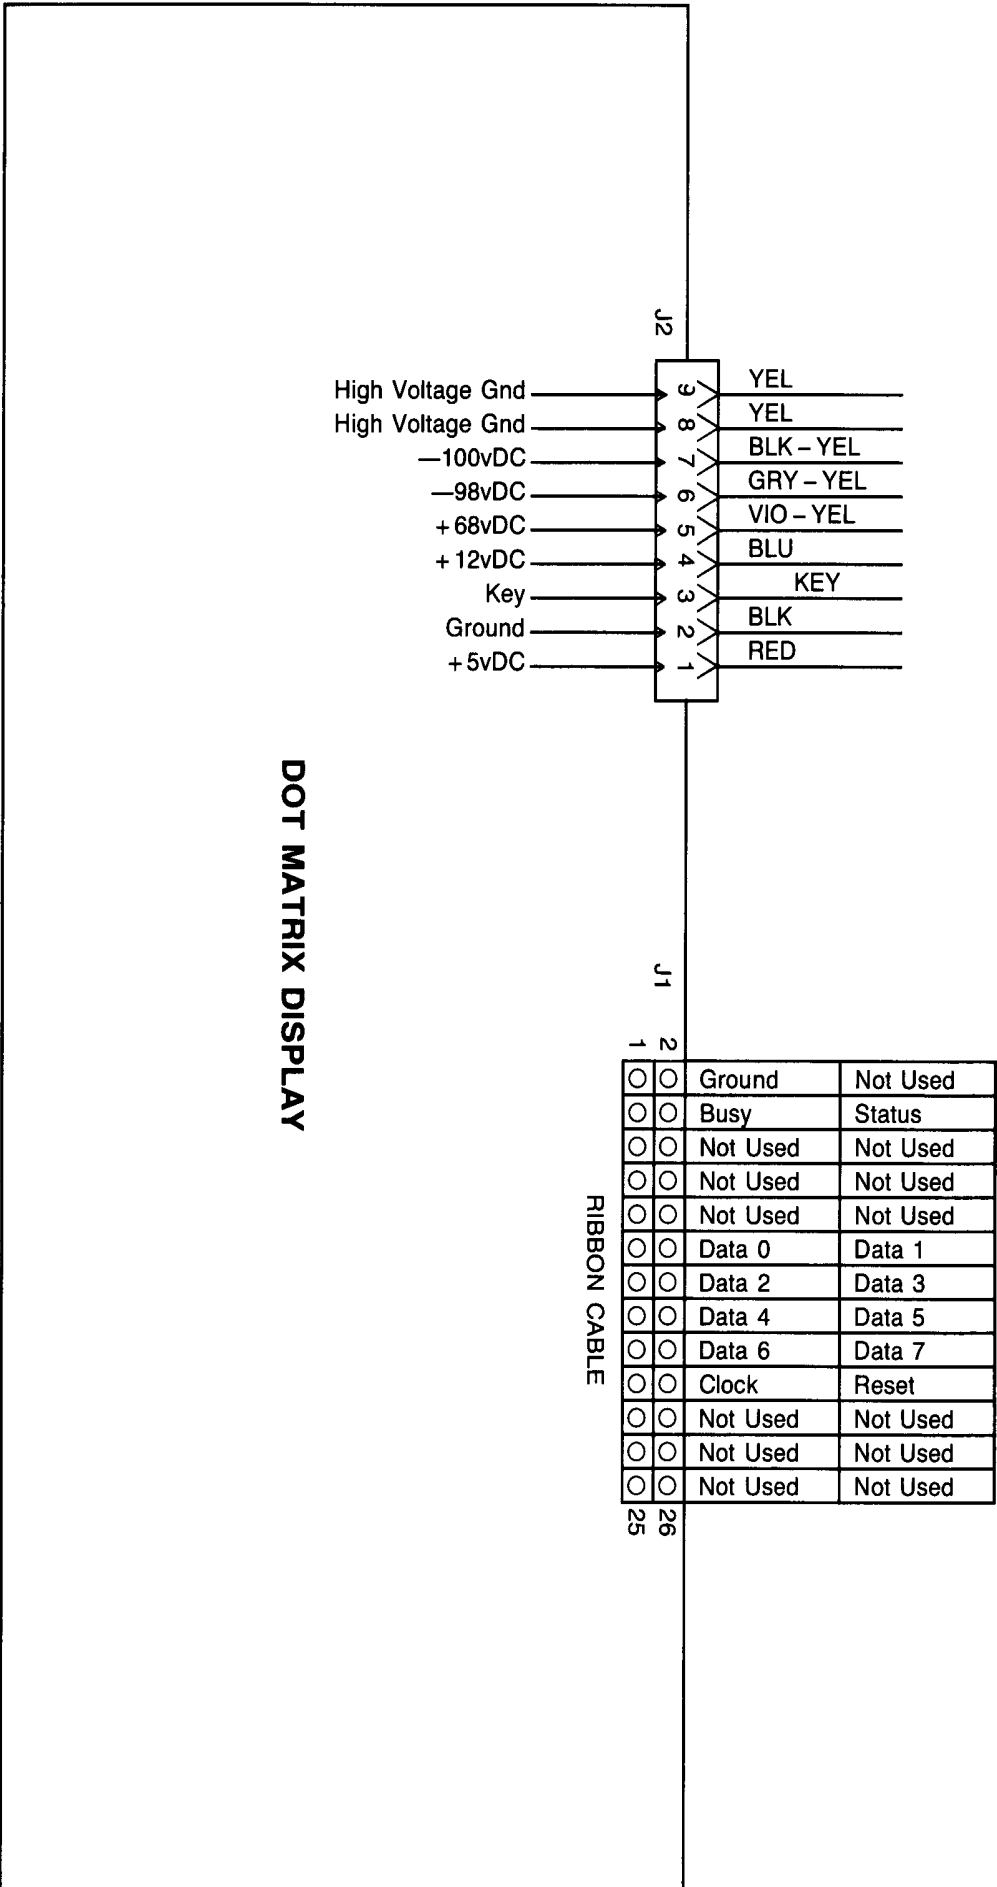 J2
High Voltage Gnd 9 YEL
High Voltage Gnd 8 YEL
—100vDC 7 BLK – YEL
—98vDC 6 GRY – YEL
+68vDC 5 VIO – YEL
+12vDC 4 BLU
Key 3 KEY
Ground 2 BLK
+5vDC 1 RED
DOT MATRIX DISPLAY
J1
1 2
Ground Not Used
Busy Status
Not Used Not Used
Not Used Not Used
Not Used Not Used
Data 0 Data 1
Data 2 Data 3
Data 4 Data 5
Data 6 Data 7
Clock Reset
Not Used Not Used
Not Used Not Used
Not Used Not Used
25 26
RIBBON CABLE